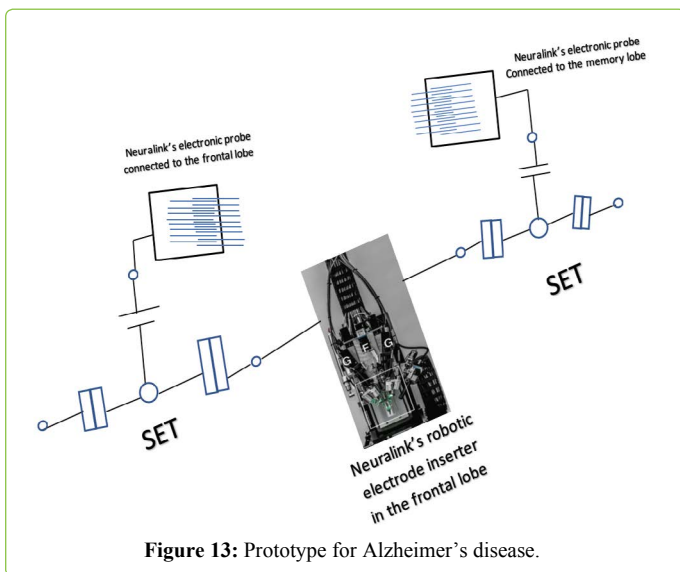 Neuralink's electronic probe
Connected to the memory lobe
Neuralink's electronic probe
connected to the frontal lobe
SET
SET
G
F
G
Neuralink's robotic
electrode inserter
in the frontal lobe
Figure 13: Prototype for Alzheimer's disease.